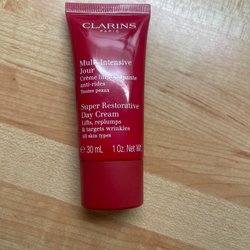 CLARINS
PARIS
Multi-Intensive
Jour
Crème
anti-rides
Toutes peaux
Super Restorative
Day Cream
Lifts, replumps
& targets wrinkles
All skin types
e 30 mL 1 Oz. Net Wt.